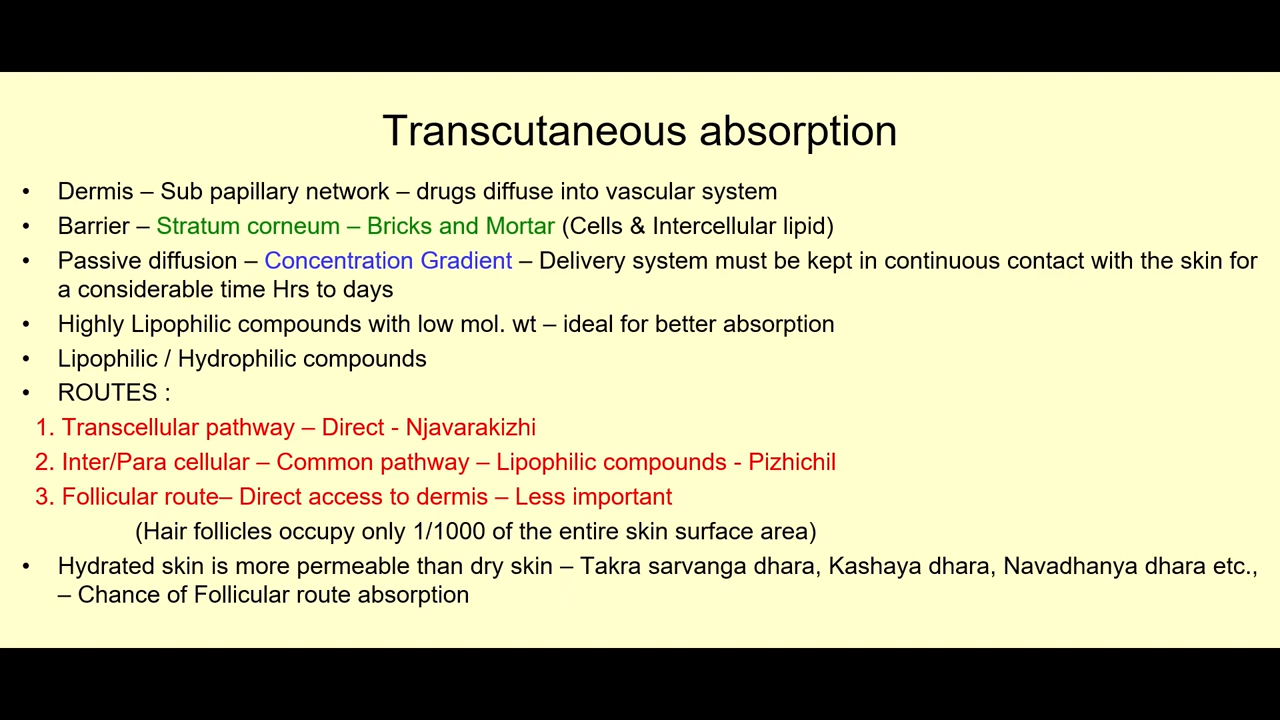 Transcutaneous absorption
• Dermis – Sub papillary network – drugs diffuse into vascular system
• Barrier – Stratum corneum – Bricks and Mortar (Cells & Intercellular lipid)
• Passive diffusion – Concentration Gradient – Delivery system must be kept in continuous contact with the skin for
a considerable time Hrs to days
• Highly Lipophilic compounds with low mol. wt – ideal for better absorption
• Lipophilic / Hydrophilic compounds
• ROUTES :
1. Transcellular pathway – Direct - Njavarakizhi
2. Inter/Para cellular – Common pathway – Lipophilic compounds - Pizhichil
3. Follicular route– Direct access to dermis – Less important
(Hair follicles occupy only 1/1000 of the entire skin surface area)
• Hydrated skin is more permeable than dry skin – Takra sarvanga dhara, Kashaya dhara, Navadhanya dhara etc.,
– Chance of Follicular route absorption